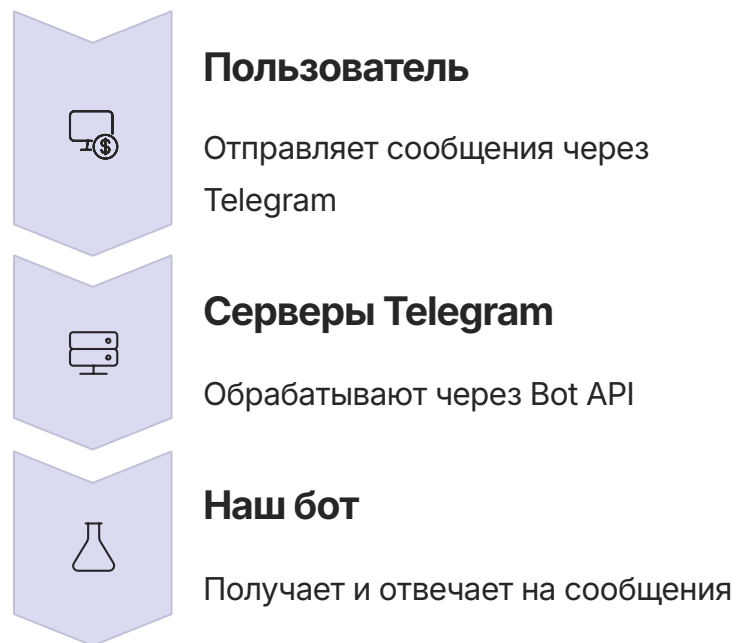 Пользователь
Отправляет сообщения через
Telegram
Серверы Telegram
Обрабатывают через Bot API
Наш бот
Получает и отвечает на сообщения